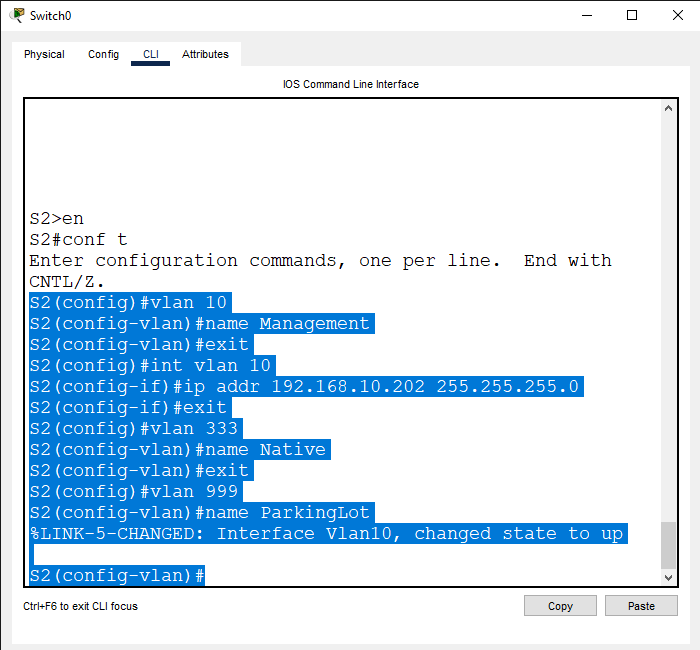 Switch0
Physical Config CLI Attributes
IOS Command Line Interface
S2>en
S2#conf t
Enter configuration commands, one per line.  End with
CNTL/Z.
S2(config)#vlan 10
S2(config-vlan)#name Management
S2(config-vlan)#exit
S2(config)#int vlan 10
S2(config-if)#ip addr 192.168.10.202 255.255.255.0
S2(config-if)#exit
S2(config)#vlan 333
S2(config-vlan)#name Native
S2(config-vlan)#exit
S2(config)#vlan 999
S2(config-vlan)#name ParkingLot
%LINK-5-CHANGED: Interface Vlan10, changed state to up
S2(config-vlan)#
Ctrl+F6 to exit CLI focus Copy Paste